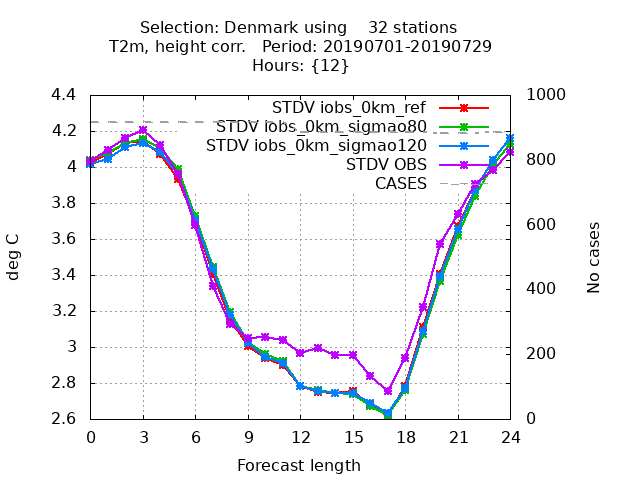 Selection: Denmark using    32 stations
T2m, height corr.   Period: 20190701-20190729
Hours: {12}
STDV iobs_0km_ref
STDV iobs_0km_sigmao80
STDV iobs_0km_sigmao120
STDV OBS
CASES
4.4
4.2
4
3.8
3.6
3.4
3.2
3
2.8
2.6
deg C
1000
800
600
400
200
0
No cases
0 3 6 9 12 15 18 21 24
Forecast length